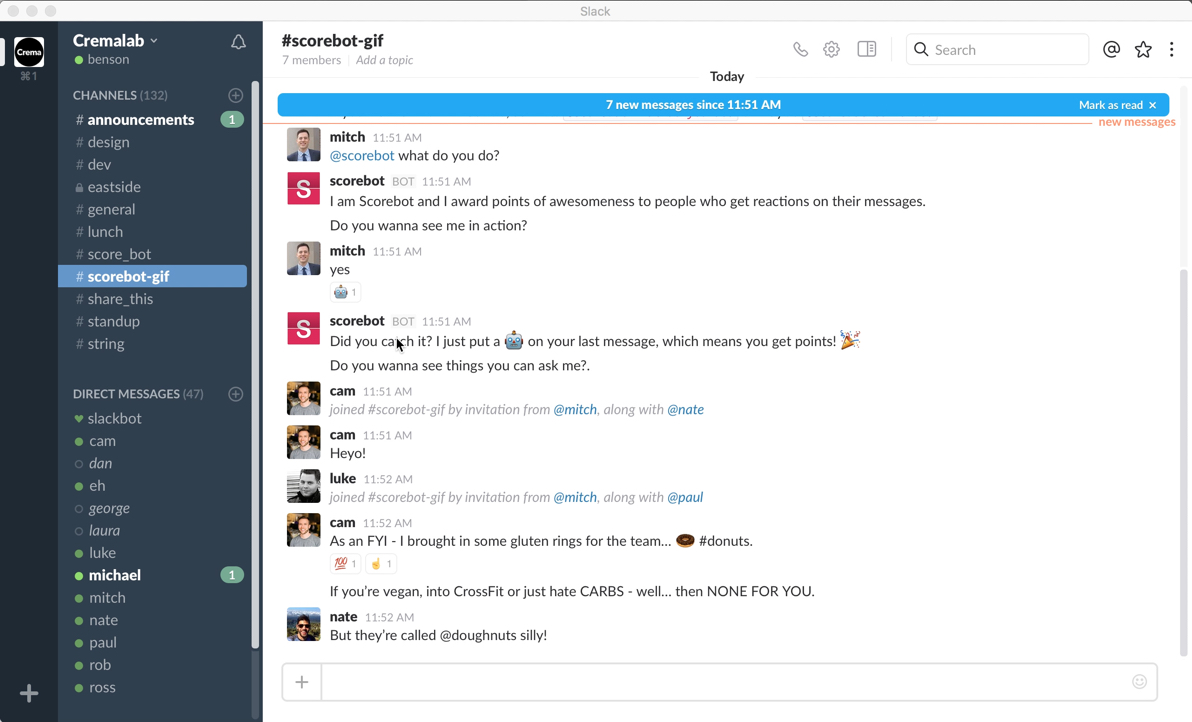 Slack
Crema
⌘1
Cremalab
benson
CHANNELS (132)
# announcements 1
# design
# dev
eastside
# general
# lunch
# score_bot
# scorebot-gif
# share_this
# standup
# string
DIRECT MESSAGES (47)
slackbot
cam
dan
eh
george
laura
luke
michael 1
mitch
nate
paul
rob
ross
#scorebot-gif
7 members | Add a topic
Search
Today
7 new messages since 11:51 AM Mark as read ×
new messages
mitch 11:51 AM
@scorebot what do you do?
S
scorebot BOT 11:51 AM
I am Scorebot and I award points of awesomeness to people who get reactions on their messages.
Do you wanna see me in action?
mitch 11:51 AM
yes
🤖 1
S
scorebot BOT 11:51 AM
Did you catch it? I just put a 🤖 on your last message, which means you get points! 🎉
Do you wanna see things you can ask me?.
cam 11:51 AM
joined #scorebot-gif by invitation from @mitch, along with @nate
cam 11:51 AM
Heyo!
luke 11:52 AM
joined #scorebot-gif by invitation from @mitch, along with @paul
cam 11:52 AM
As an FYI - I brought in some gluten rings for the team... 🍩 #donuts.
💯 1 ☝ 1
If you're vegan, into CrossFit or just hate CARBS - well... then NONE FOR YOU.
nate 11:52 AM
But they're called @doughnuts silly!